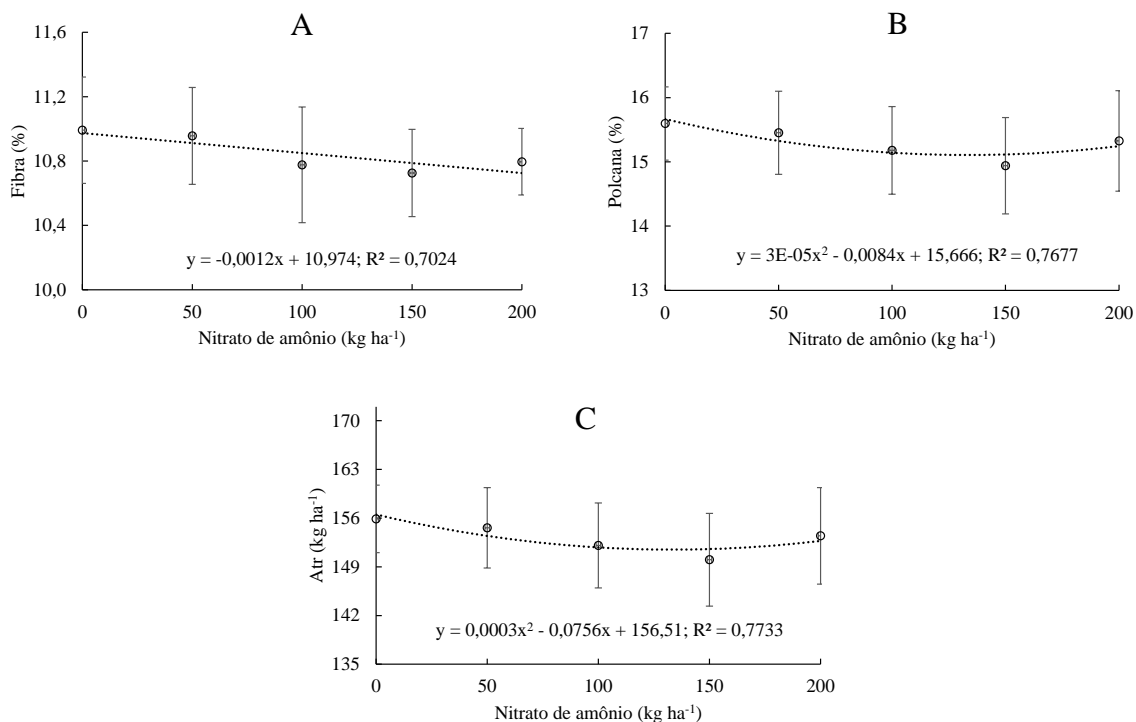 A
11,6
11,2
10,8
10,4
10,0
Fibra (%)
y = -0,0012x + 10,974; R² = 0,7024
0 50 100 150 200
Nitrato de amônio (kg ha⁻¹)
B
17
16
15
14
13
Polcana (%)
y = 3E-05x² - 0,0084x + 15,666; R² = 0,7677
0 50 100 150 200
Nitrato de amônio (kg ha⁻¹)
C
170
163
156
149
142
135
Atr (kg ha⁻¹)
y = 0,0003x² - 0,0756x + 156,51; R² = 0,7733
0 50 100 150 200
Nitrato de amônio (kg ha⁻¹)